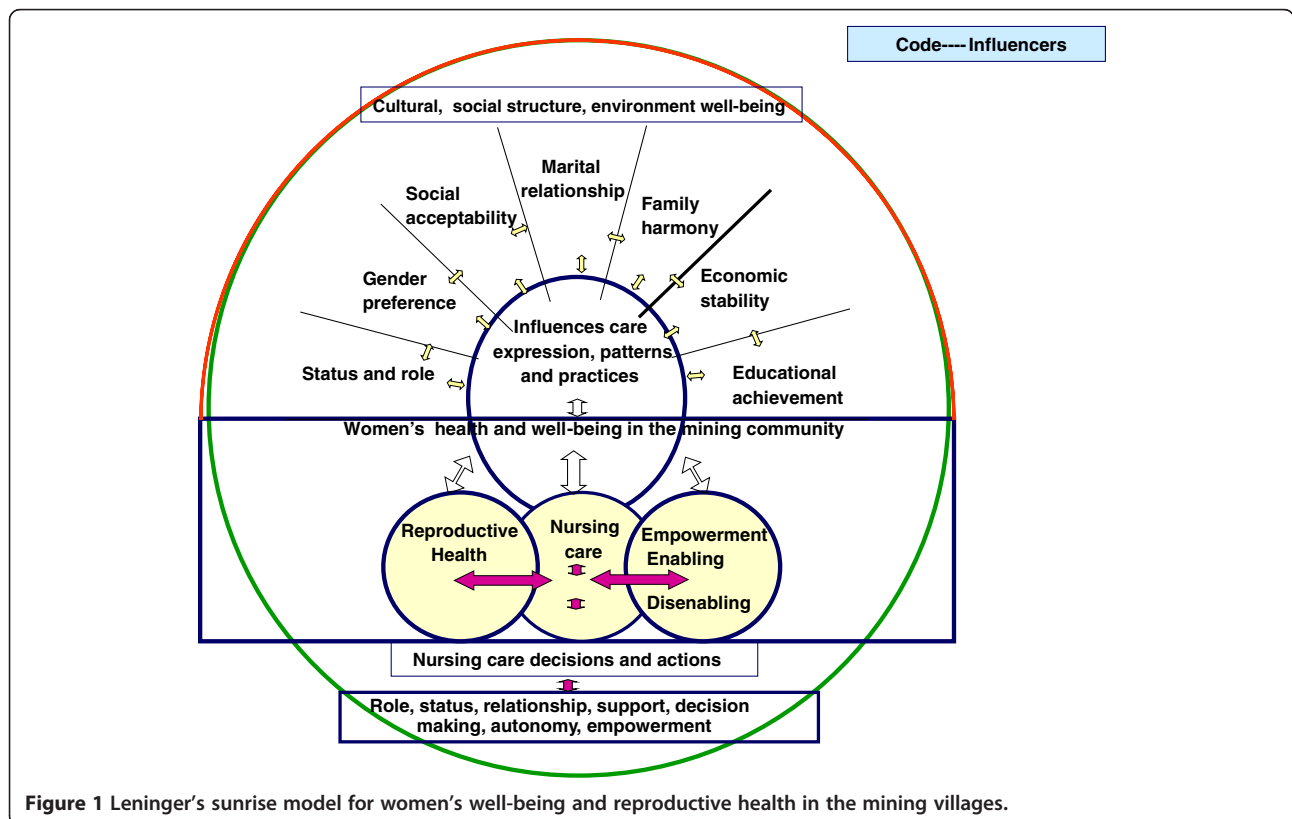 Code----Influencers
Cultural, social structure, environment well-being
Marital
relationship
Social
acceptability
Family
harmony
Gender
preference
Economic
stability
Status and role
Educational
achievement
Influences care
expression, patterns
and practices
Women's health and well-being in the mining community
Reproductive
Health
Nursing
care
Empowerment
Enabling
Disenabling
Nursing care decisions and actions
Role, status, relationship, support, decision
making, autonomy, empowerment
Figure 1 Leninger's sunrise model for women's well-being and reproductive health in the mining villages.